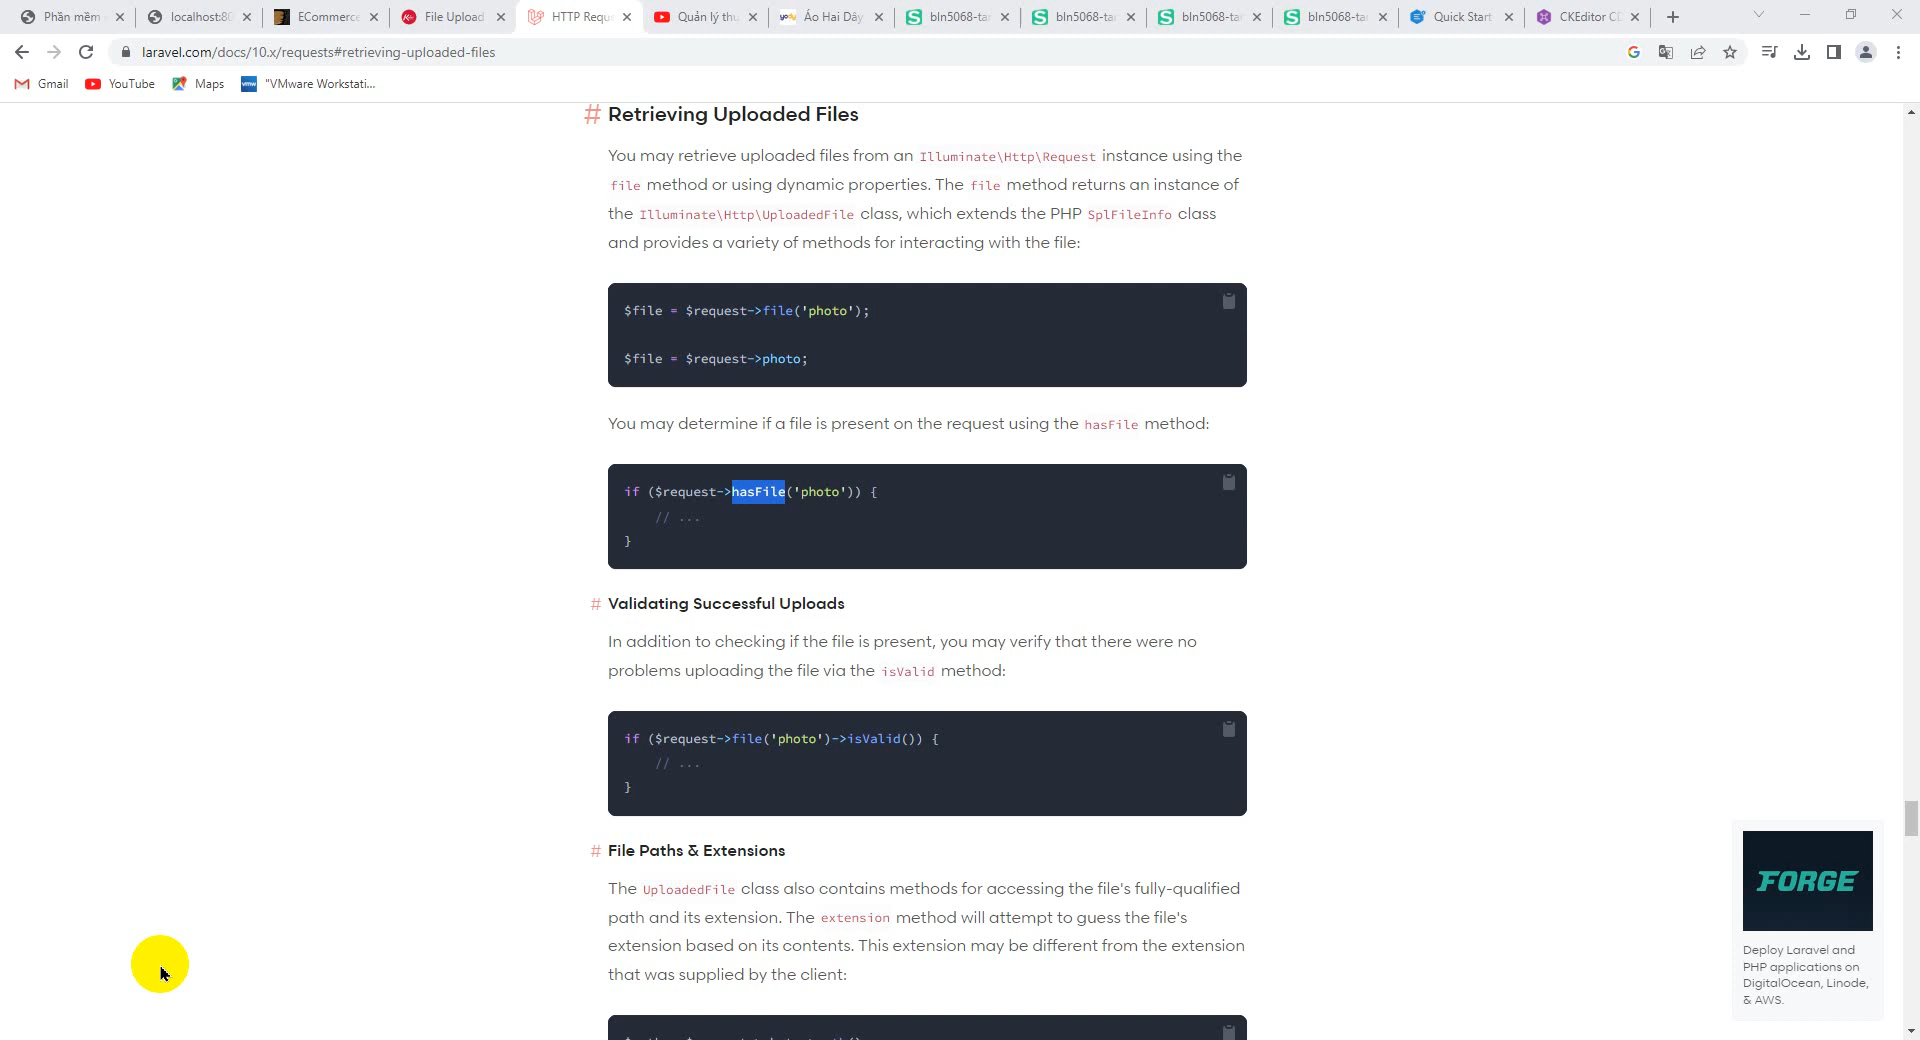 Phần mềm
localhost:80
ECommerce
File Upload
HTTP Requ
Quản lý thu
Áo Hai Dây
bln5068-tar
bln5068-tar
bln5068-tar
bln5068-tar
Quick Start
CKEditor CD
laravel.com/docs/10.x/requests#retrieving-uploaded-files
Gmail
YouTube
Maps
vmw
"VMware Workstati...
# Retrieving Uploaded Files
You may retrieve uploaded files from an Illuminate\Http\Request instance using the
file method or using dynamic properties. The file method returns an instance of
the Illuminate\Http\UploadedFile class, which extends the PHP SplFileInfo class
and provides a variety of methods for interacting with the file:
$file = $request->file('photo');
$file = $request->photo;
You may determine if a file is present on the request using the hasFile method:
if ($request->hasFile('photo')) {
// ...
}
# Validating Successful Uploads
In addition to checking if the file is present, you may verify that there were no
problems uploading the file via the isValid method:
if ($request->file('photo')->isValid()) {
// ...
}
# File Paths & Extensions
The UploadedFile class also contains methods for accessing the file's fully-qualified
path and its extension. The extension method will attempt to guess the file's
extension based on its contents. This extension may be different from the extension
that was supplied by the client:
FORGE
Deploy Laravel and
PHP applications on
DigitalOcean, Linode,
& AWS.